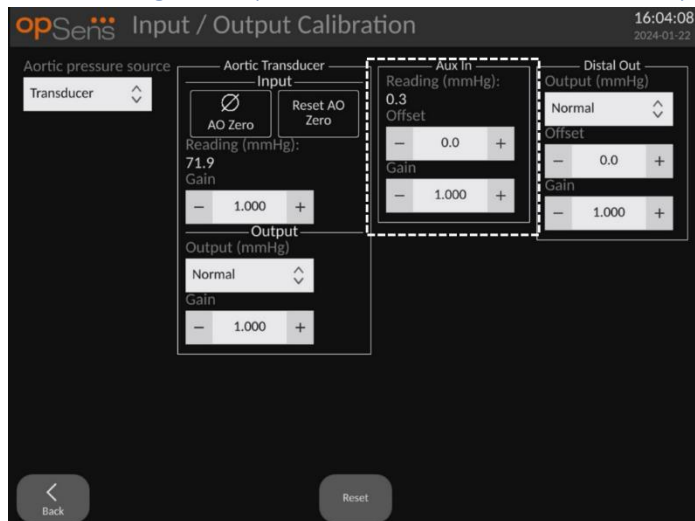 opSens Input / Output Calibration
16:04:08
2024-01-22
Aortic pressure source
Transducer
Aortic Transducer
Input
Ø
AO Zero
Reset AO
Zero
Reading (mmHg):
71.9
Gain
− 1.000 +
Output
Output (mmHg)
Normal
Gain
− 1.000 +
Aux In
Reading (mmHg):
0.3
Offset
− 0.0 +
Gain
− 1.000 +
Distal Out
Output (mmHg)
Normal
Offset
− 0.0 +
Gain
− 1.000 +
Back
Reset